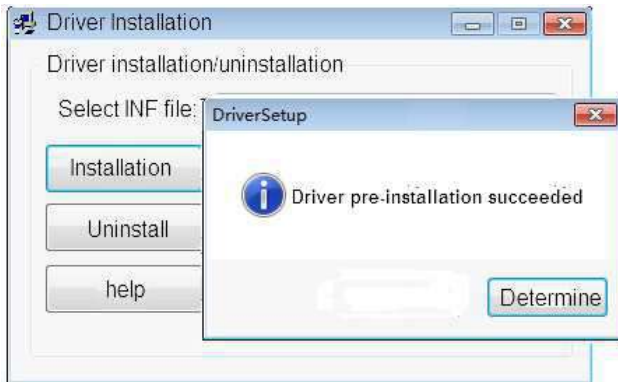 Driver Installation
Driver installation/uninstallation
Select INF file:
DriverSetup
Installation
Driver pre-installation succeeded
Uninstall
help
Determine